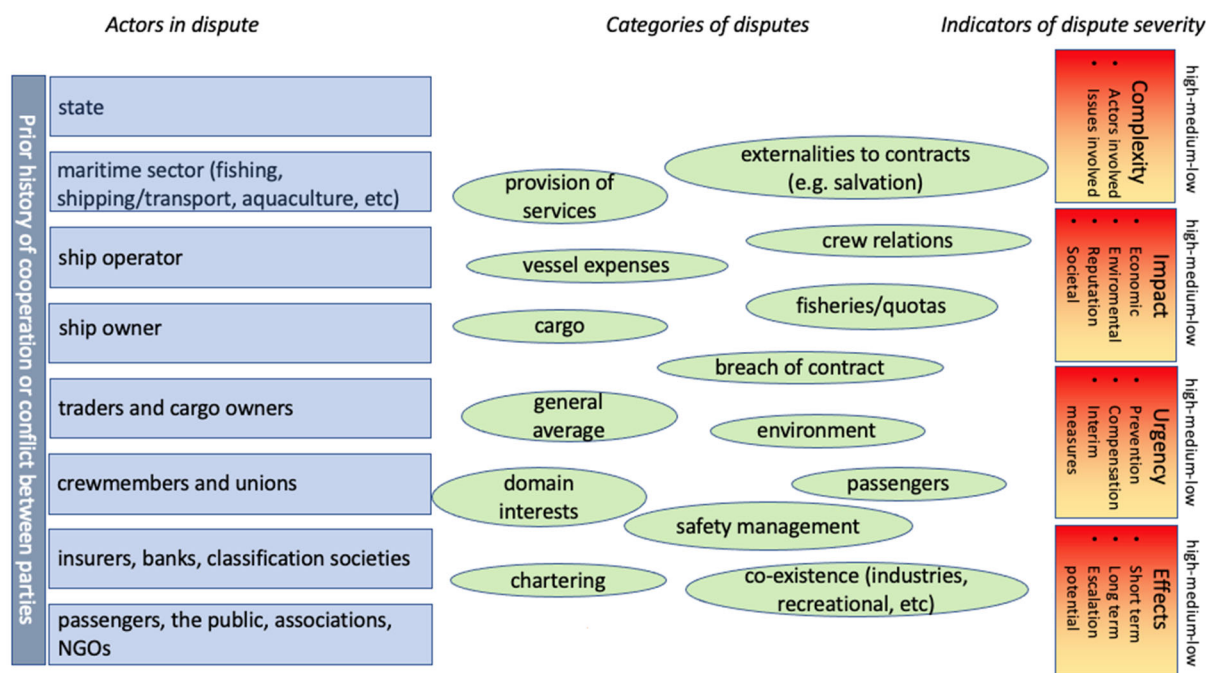 Actors in dispute
Categories of disputes
Indicators of dispute severity
Prior history of cooperation or conflict between parties
state
maritime sector (fishing,
shipping/transport, aquaculture, etc)
ship operator
ship owner
traders and cargo owners
crewmembers and unions
insurers, banks, classification societies
passengers, the public, associations,
NGOs
externalities to contracts
(e.g. salvation)
provision of
services
crew relations
vessel expenses
fisheries/quotas
cargo
breach of contract
general
average
environment
domain
interests
passengers
safety management
chartering
co-existence (industries,
recreational, etc)
Complexity
• Actors involved
• Issues involved
high-medium-low
Impact
• Economic
• Enviromental
• Reputation
• Societal
high-medium-low
Urgency
• Prevention
• Compensation
• Interim
measures
high-medium-low
Effects
• Short term
• Long term
• Escalation
potential
high-medium-low